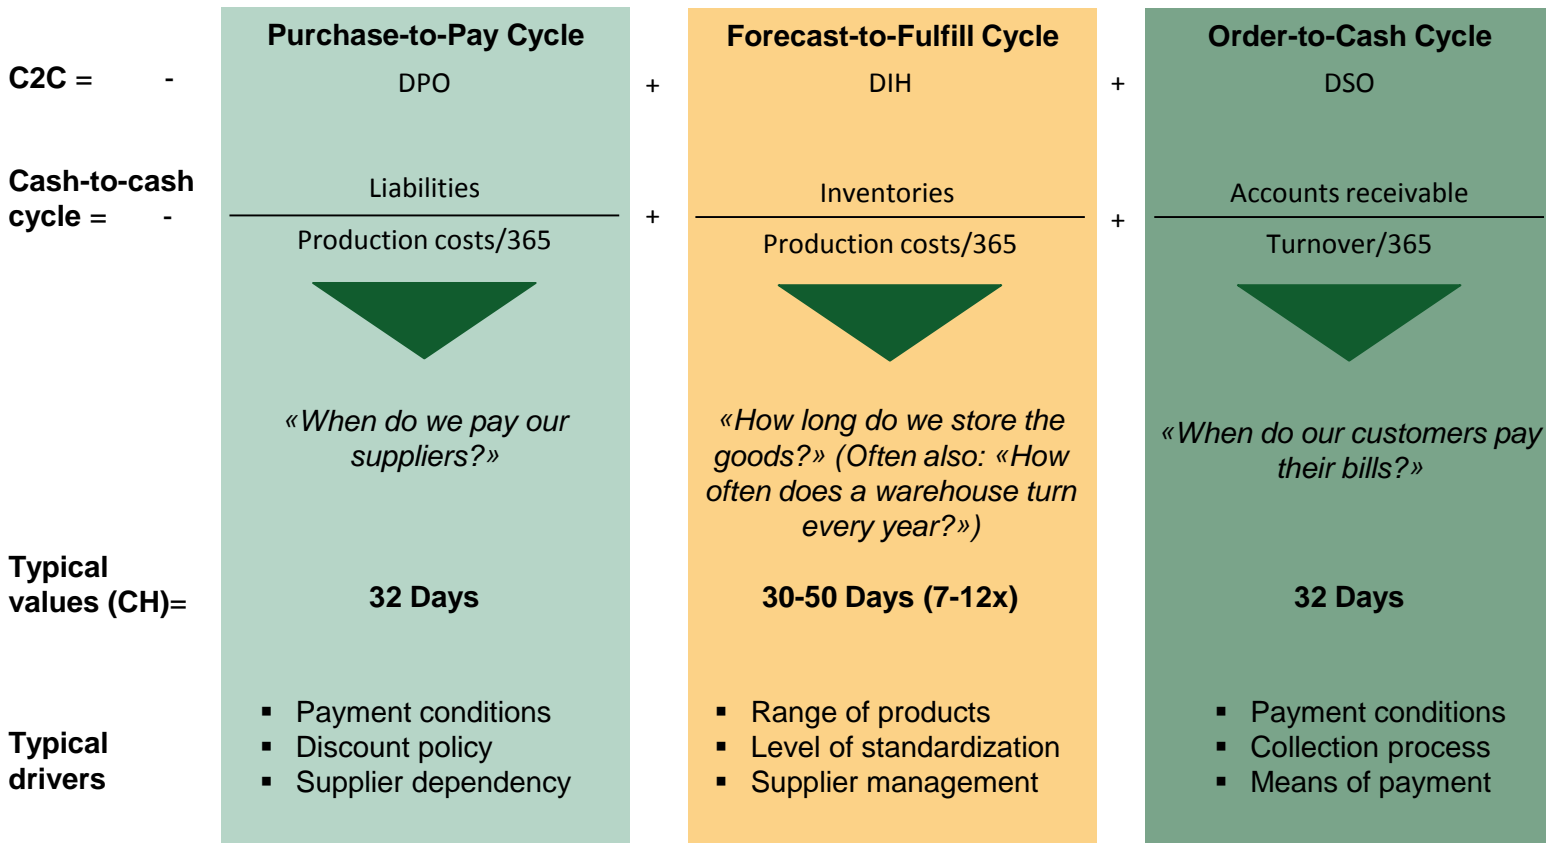 Purchase-to-Pay Cycle
Forecast-to-Fulfill Cycle
Order-to-Cash Cycle
C2C = - DPO + DIH + DSO
Cash-to-cash
cycle = -
Liabilities
Production costs/365
+
Inventories
Production costs/365
+
Accounts receivable
Turnover/365
«When do we pay our
suppliers?»
«How long do we store the
goods?» (Often also: «How
often does a warehouse turn
every year?»)
«When do our customers pay
their bills?»
Typical
values (CH)=
32 Days
30-50 Days (7-12x)
32 Days
Typical
drivers
▪ Payment conditions
▪ Discount policy
▪ Supplier dependency
▪ Range of products
▪ Level of standardization
▪ Supplier management
▪ Payment conditions
▪ Collection process
▪ Means of payment